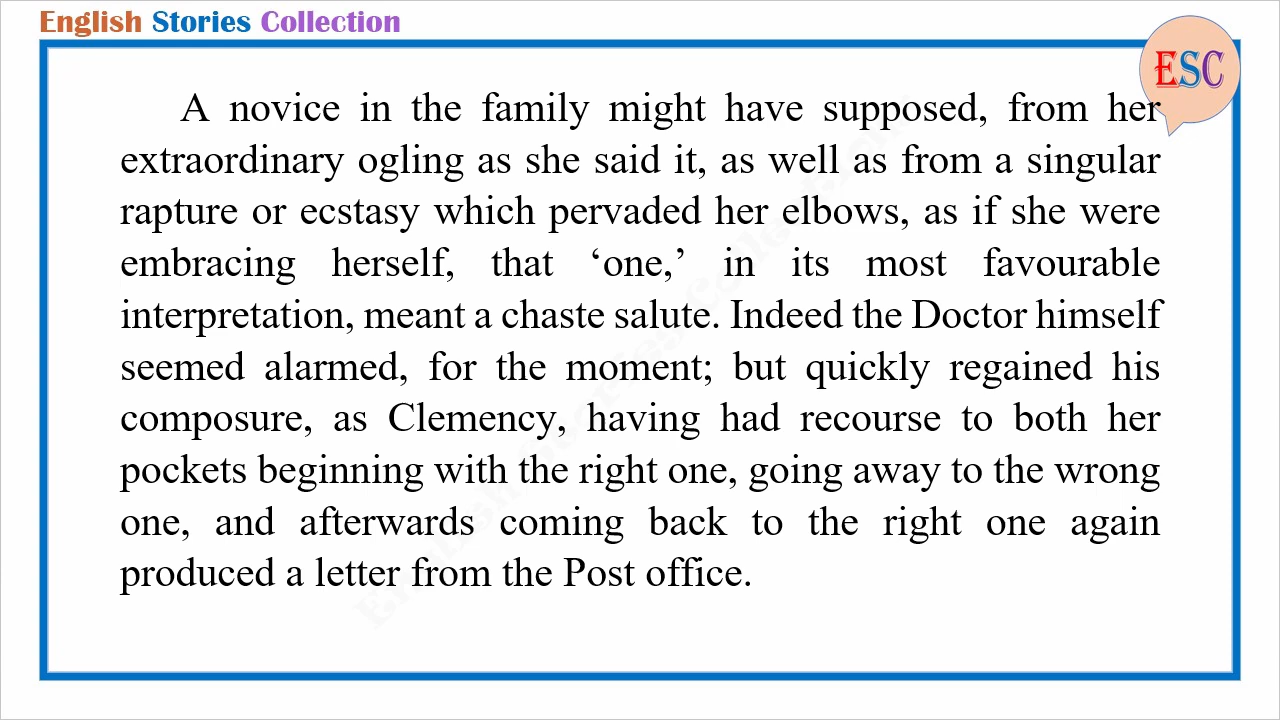 English Stories Collection
ESC
A novice in the family might have supposed, from her
extraordinary ogling as she said it, as well as from a singular
rapture or ecstasy which pervaded her elbows, as if she were
embracing herself, that ‘one,’ in its most favourable
interpretation, meant a chaste salute. Indeed the Doctor himself
seemed alarmed, for the moment; but quickly regained his
composure, as Clemency, having had recourse to both her
pockets beginning with the right one, going away to the wrong
one, and afterwards coming back to the right one again
produced a letter from the Post office.
English Stories Collection